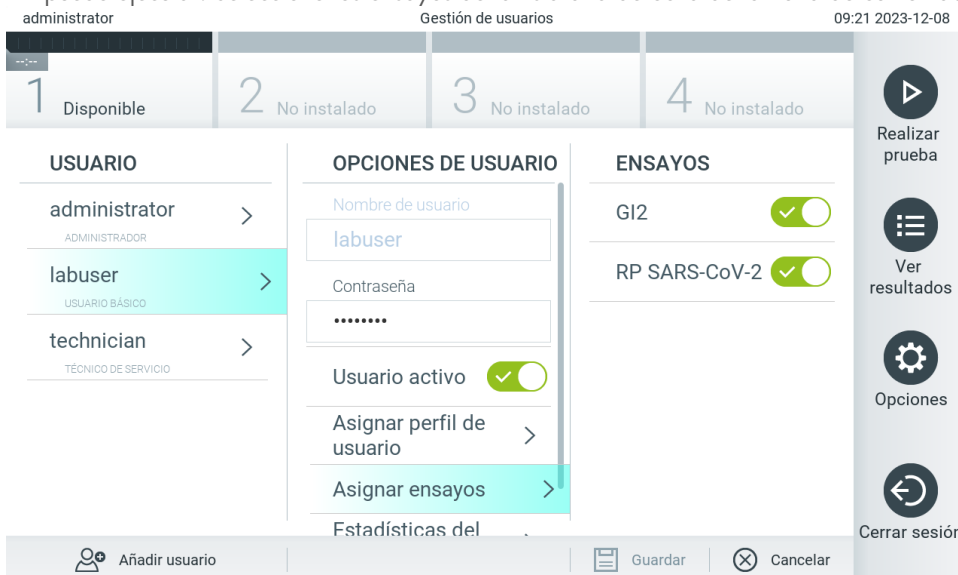 administrator
Gestión de usuarios
09:21 2023-12-08
--:--
1 Disponible
2 No instalado
3 No instalado
4 No instalado
USUARIO
administrator
ADMINISTRADOR
labuser
USUARIO BÁSICO
technician
TÉCNICO DE SERVICIO
OPCIONES DE USUARIO
Nombre de usuario
labuser
Contraseña
••••••••
Usuario activo
Asignar perfil de
usuario
Asignar ensayos
Estadísticas del
ENSAYOS
GI2
RP SARS-CoV-2
Realizar
prueba
Ver
resultados
Opciones
Cerrar sesión
Añadir usuario
Guardar
Cancelar